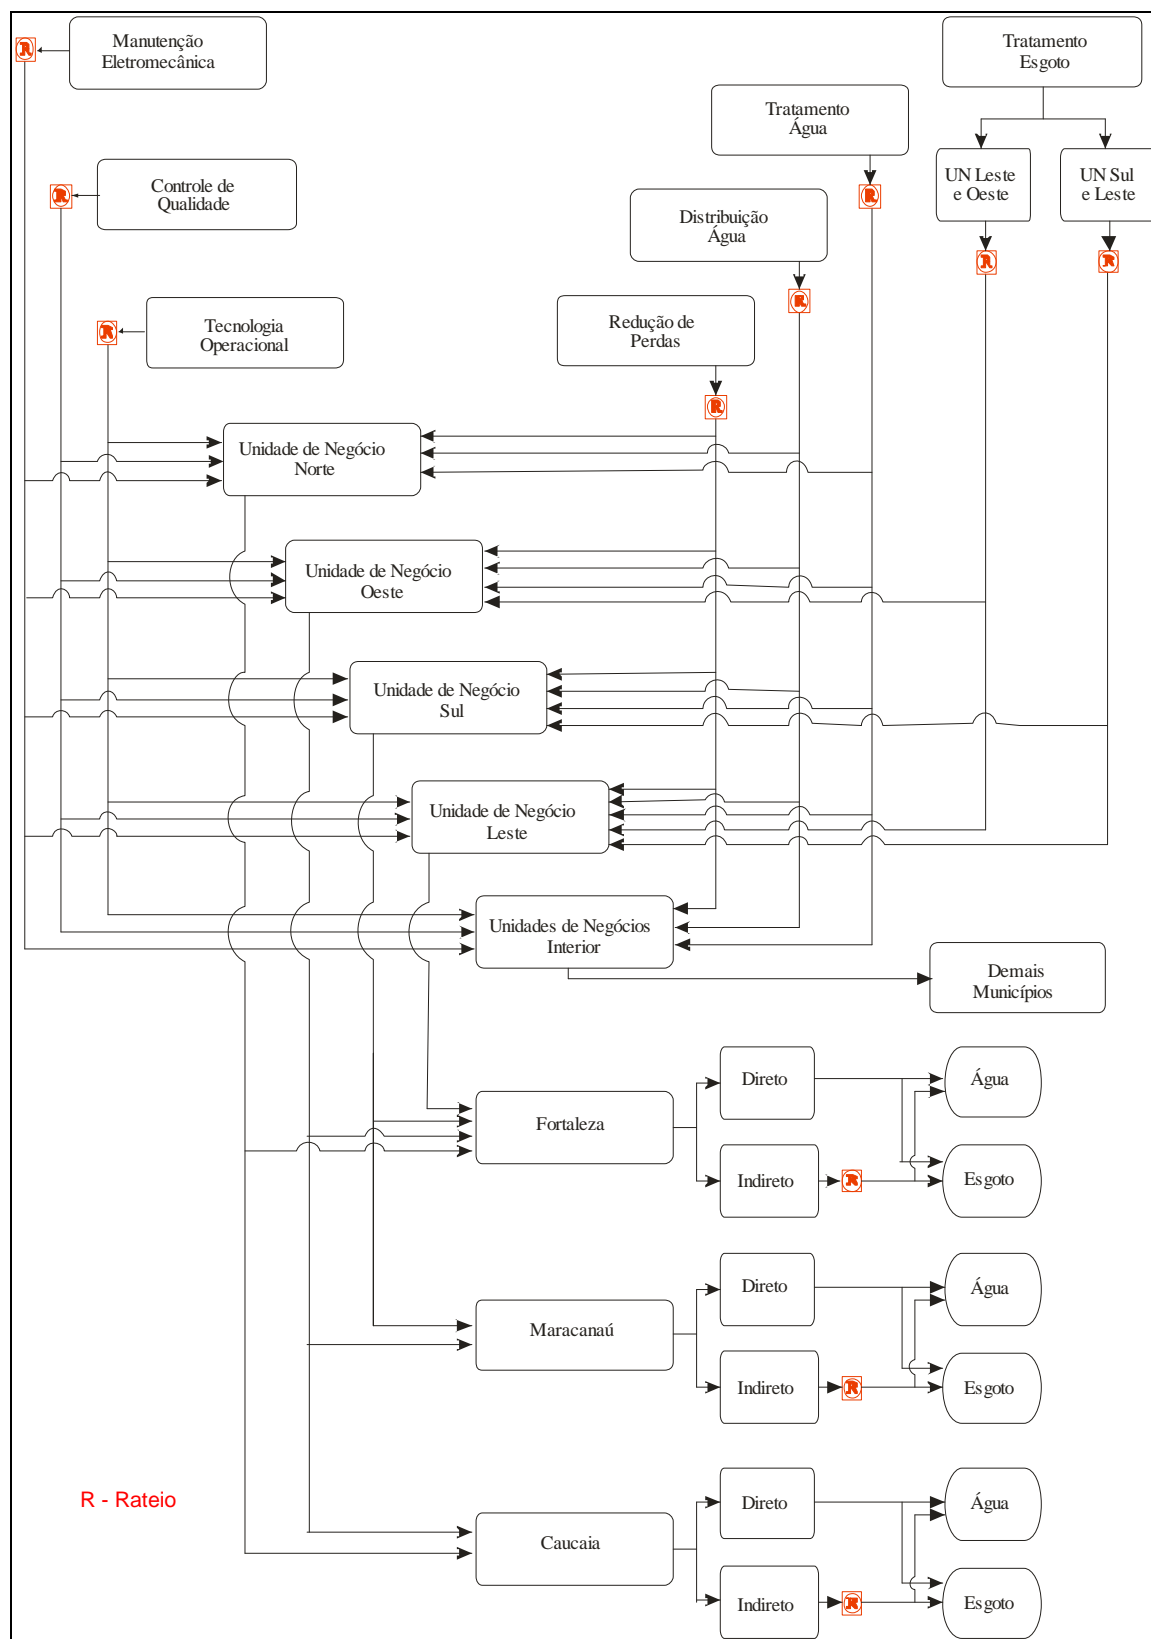 R
Manutenção
Eletromecânica
Tratamento
Esgoto
Tratamento
Água
R
Controle de
Qualidade
R
UN Leste
e Oeste
UN Sul
e Leste
Distribuição
Água
R
R
R
R
Tecnologia
Operacional
Redução de
Perdas
R
Unidade de Negócio
Norte
Unidade de Negócio
Oeste
Unidade de Negócio
Sul
Unidade de Negócio
Leste
Unidades de Negócios
Interior
Demais
Municípios
Fortaleza
Direto
Água
Indireto
R
Esgoto
Maracanaú
Direto
Água
Indireto
R
Esgoto
R - Rateio
Caucaia
Direto
Água
Indireto
R
Esgoto